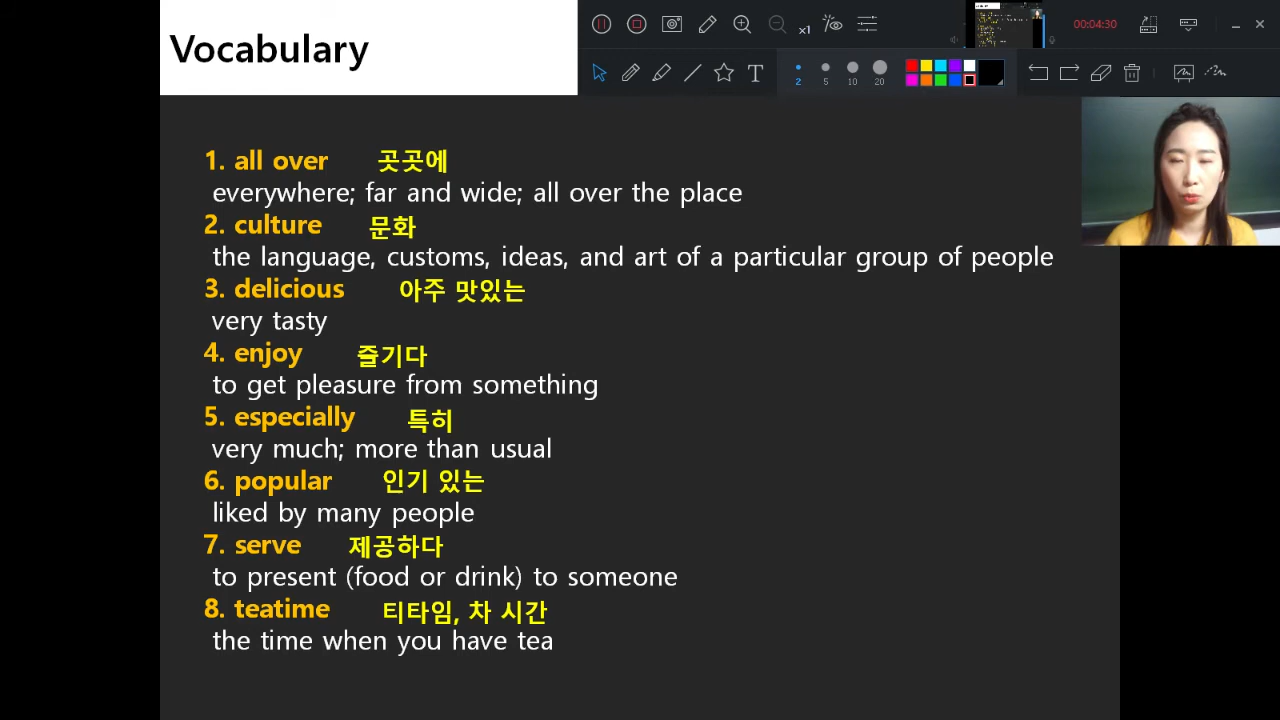 Vocabulary
x1
00:04:30
T
2 5 10 20
1. all over 곳곳에
everywhere; far and wide; all over the place
2. culture 문화
the language, customs, ideas, and art of a particular group of people
3. delicious 아주 맛있는
very tasty
4. enjoy 즐기다
to get pleasure from something
5. especially 특히
very much; more than usual
6. popular 인기 있는
liked by many people
7. serve 제공하다
to present (food or drink) to someone
8. teatime 티타임, 차 시간
the time when you have tea